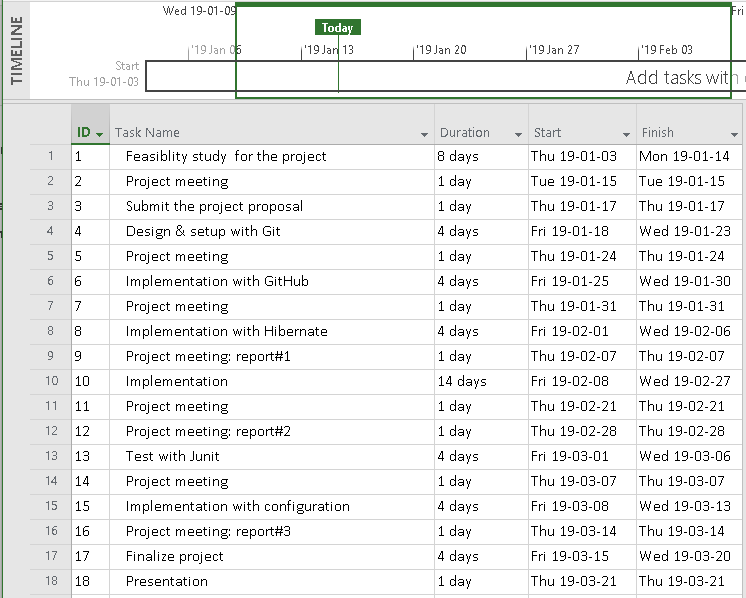 TIMELINE
Wed 19-01-09 Fri
Today
'19 Jan 06 '19 Jan 13 '19 Jan 20 '19 Jan 27 '19 Feb 03
Start
Thu 19-01-03
Add tasks with
ID Task Name Duration Start Finish
1 1 Feasiblity study for the project 8 days Thu 19-01-03 Mon 19-01-14
2 2 Project meeting 1 day Tue 19-01-15 Tue 19-01-15
3 3 Submit the project proposal 1 day Thu 19-01-17 Thu 19-01-17
4 4 Design & setup with Git 4 days Fri 19-01-18 Wed 19-01-23
5 5 Project meeting 1 day Thu 19-01-24 Thu 19-01-24
6 6 Implementation with GitHub 4 days Fri 19-01-25 Wed 19-01-30
7 7 Project meeting 1 day Thu 19-01-31 Thu 19-01-31
8 8 Implementation with Hibernate 4 days Fri 19-02-01 Wed 19-02-06
9 9 Project meeting: report#1 1 day Thu 19-02-07 Thu 19-02-07
10 10 Implementation 14 days Fri 19-02-08 Wed 19-02-27
11 11 Project meeting 1 day Thu 19-02-21 Thu 19-02-21
12 12 Project meeting: report#2 1 day Thu 19-02-28 Thu 19-02-28
13 13 Test with Junit 4 days Fri 19-03-01 Wed 19-03-06
14 14 Project meeting 1 day Thu 19-03-07 Thu 19-03-07
15 15 Implementation with configuration 4 days Fri 19-03-08 Wed 19-03-13
16 16 Project meeting: report#3 1 day Thu 19-03-14 Thu 19-03-14
17 17 Finalize project 4 days Fri 19-03-15 Wed 19-03-20
18 18 Presentation 1 day Thu 19-03-21 Thu 19-03-21